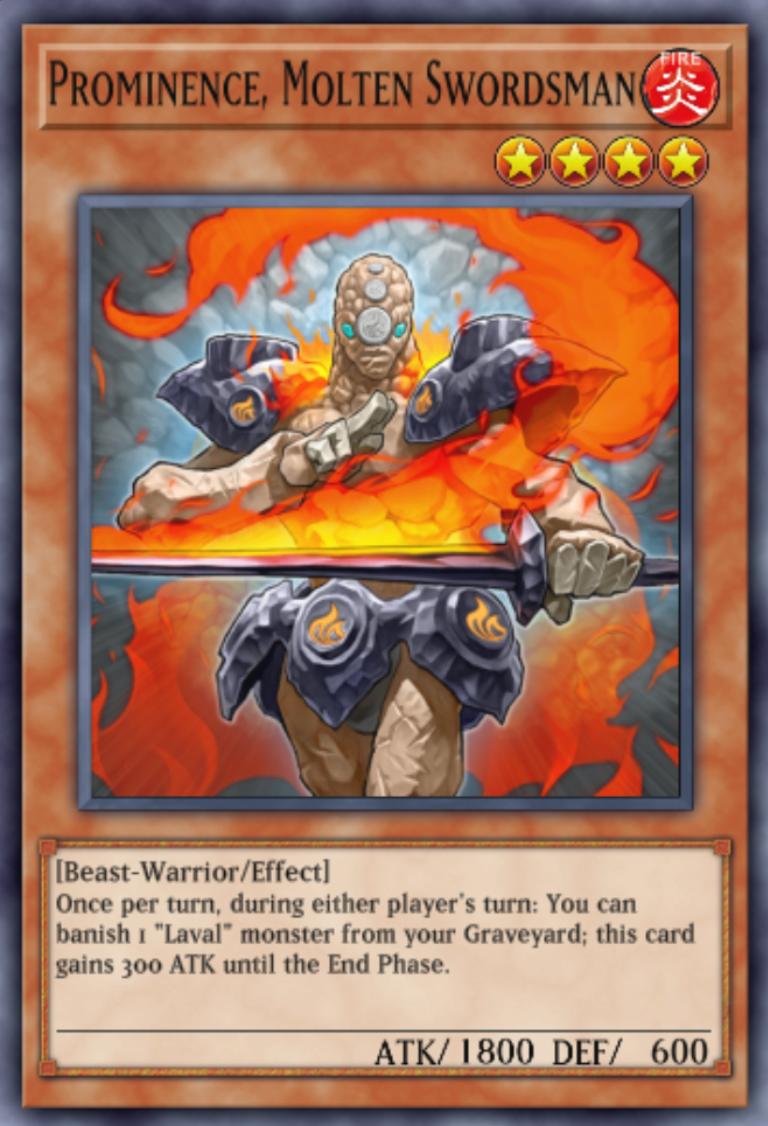 Prominence, Molten Swordsman
FIRE
炎
[Beast-Warrior/Effect]
Once per turn, during either player's turn: You can
banish 1 "Laval" monster from your Graveyard; this card
gains 300 ATK until the End Phase.
ATK/ 1800 DEF/ 600